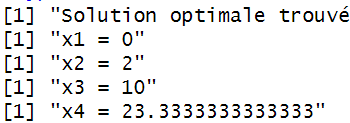 [1] "Solution optimale trouvé
[1] "x1 = 0"
[1] "x2 = 2"
[1] "x3 = 10"
[1] "x4 = 23.3333333333333"